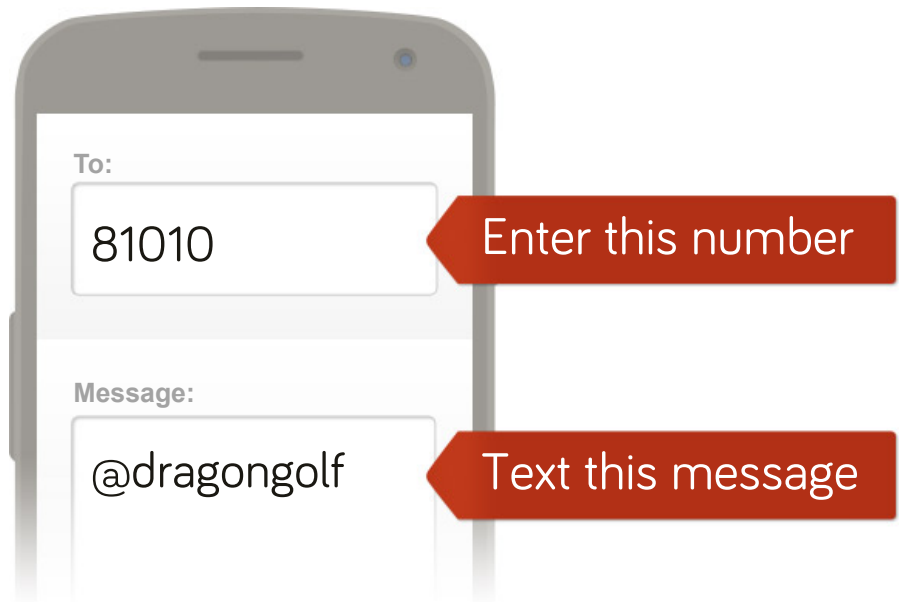 To:
81010
Enter this number
Message:
@dragongolf
Text this message